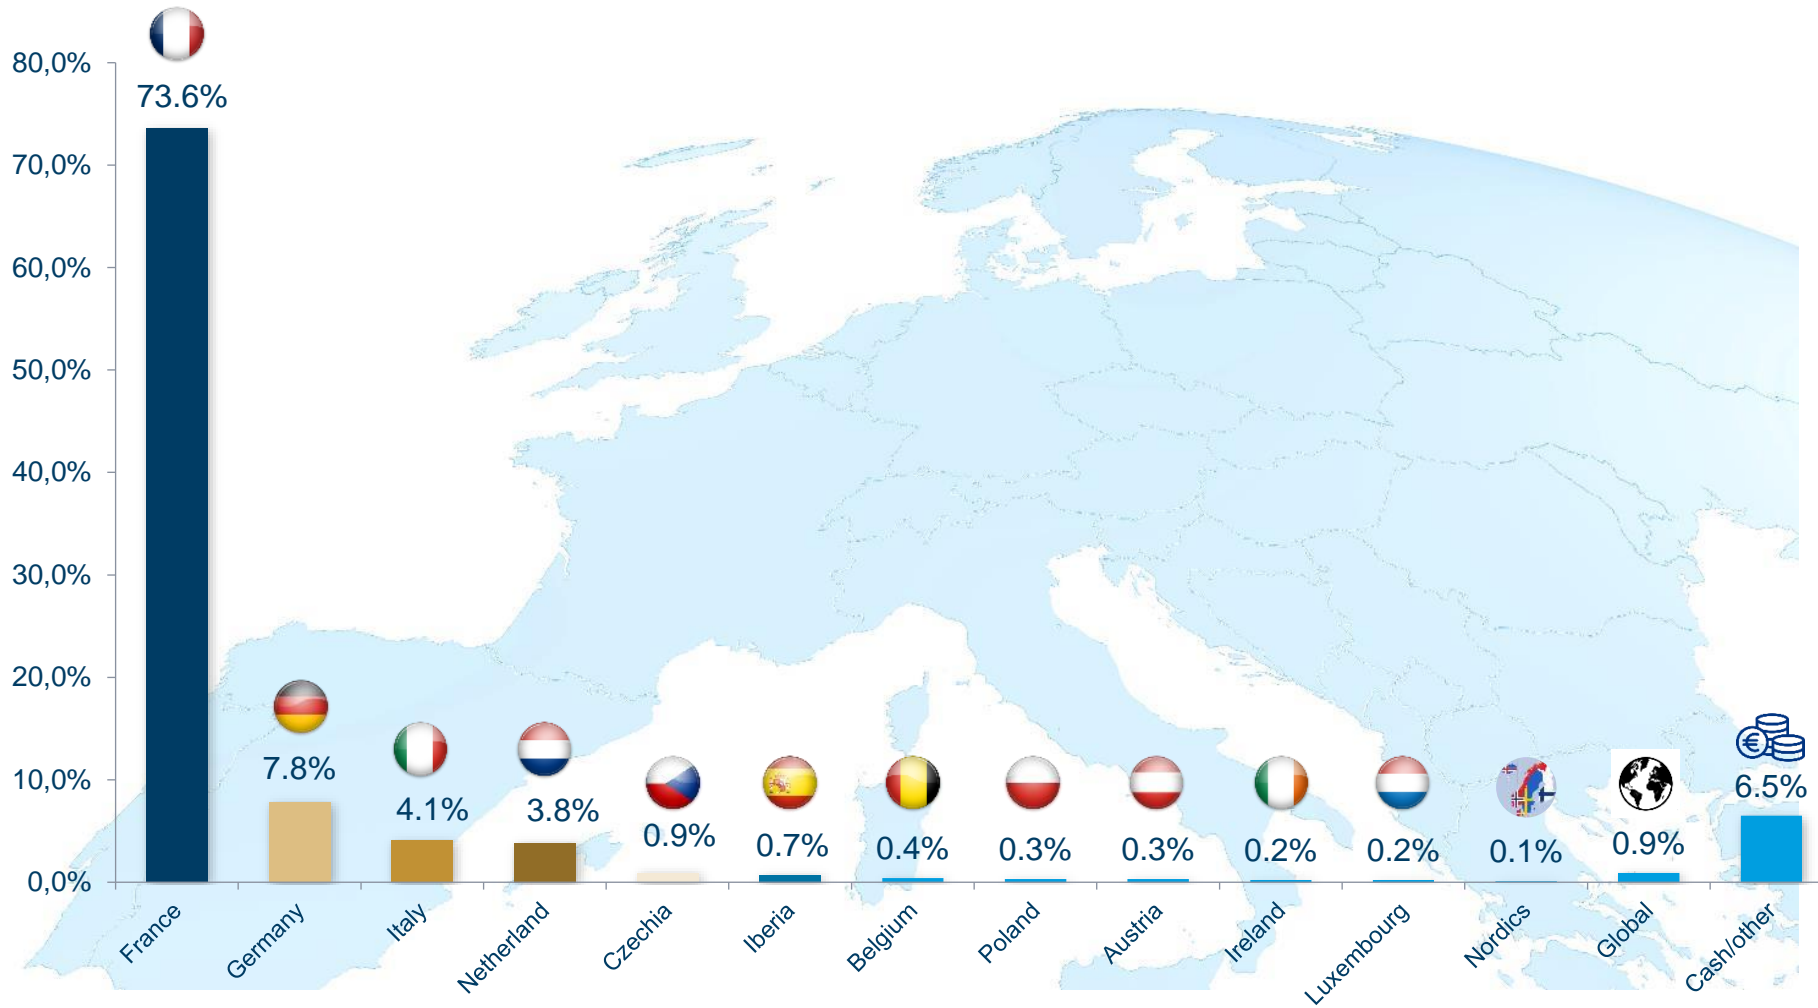 80,0%
70,0%
60,0%
50,0%
40,0%
30,0%
20,0%
10,0%
0,0%
73.6%
7.8%
4.1%
3.8%
0.9%
0.7%
0.4%
0.3%
0.3%
0.2%
0.2%
0.1%
0.9%
6.5%
France
Germany
Italy
Netherland
Czechia
Iberia
Belgium
Poland
Austria
Ireland
Luxembourg
Nordics
Global
Cash/other
€